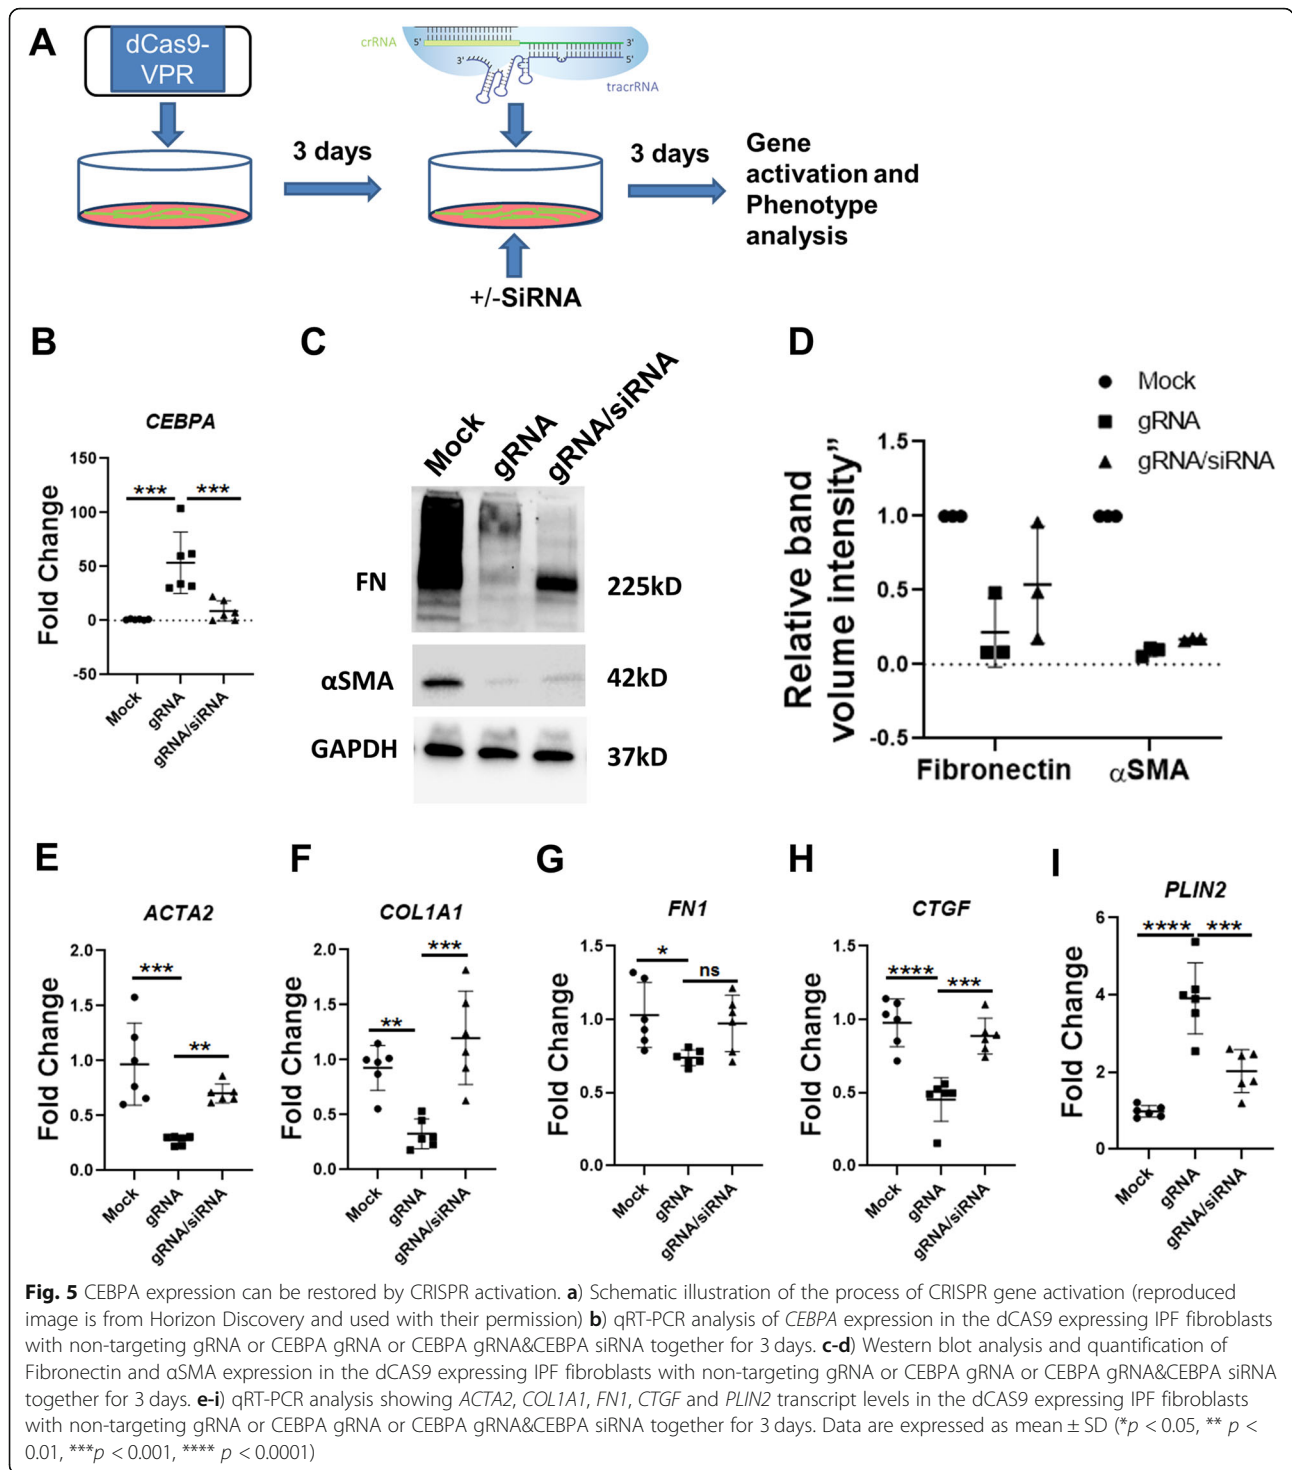 A
dCas9-
VPR
crRNA
5'
3'
3'
5'
tracrRNA
3 days
3 days
Gene
activation and
Phenotype
analysis
+/-SiRNA
B
CEBPA
Fold Change
150
100
50
0
-50
*** ***
Mock
gRNA
gRNA/siRNA
C
Mock
gRNA
gRNA/siRNA
FN
225kD
αSMA
42kD
GAPDH
37kD
D
Mock
gRNA
gRNA/siRNA
Relative band
volume intensity”
1.5
1.0
0.5
0.0
-0.5
Fibronectin αSMA
E
ACTA2
Fold Change
2.0
1.5
1.0
0.5
0.0
***
**
Mock
gRNA
gRNA/siRNA
F
COL1A1
Fold Change
2.0
1.5
1.0
0.5
0.0
***
**
Mock
gRNA
gRNA/siRNA
G
FN1
Fold Change
1.5
1.0
0.5
0.0
*
ns
Mock
gRNA
gRNA/siRNA
H
CTGF
Fold Change
1.5
1.0
0.5
0.0
****
***
Mock
gRNA
gRNA/siRNA
I
PLIN2
Fold Change
6
4
2
0
**** ***
Mock
gRNA
gRNA/siRNA
Fig. 5 CEBPA expression can be restored by CRISPR activation. a) Schematic illustration of the process of CRISPR gene activation (reproduced
image is from Horizon Discovery and used with their permission) b) qRT-PCR analysis of CEBPA expression in the dCAS9 expressing IPF fibroblasts
with non-targeting gRNA or CEBPA gRNA or CEBPA gRNA&CEBPA siRNA together for 3 days. c-d) Western blot analysis and quantification of
Fibronectin and αSMA expression in the dCAS9 expressing IPF fibroblasts with non-targeting gRNA or CEBPA gRNA or CEBPA gRNA&CEBPA siRNA
together for 3 days. e-i) qRT-PCR analysis showing ACTA2, COL1A1, FN1, CTGF and PLIN2 transcript levels in the dCAS9 expressing IPF fibroblasts
with non-targeting gRNA or CEBPA gRNA or CEBPA gRNA&CEBPA siRNA together for 3 days. Data are expressed as mean ± SD (*p < 0.05, ** p <
0.01, ***p < 0.001, **** p < 0.0001)